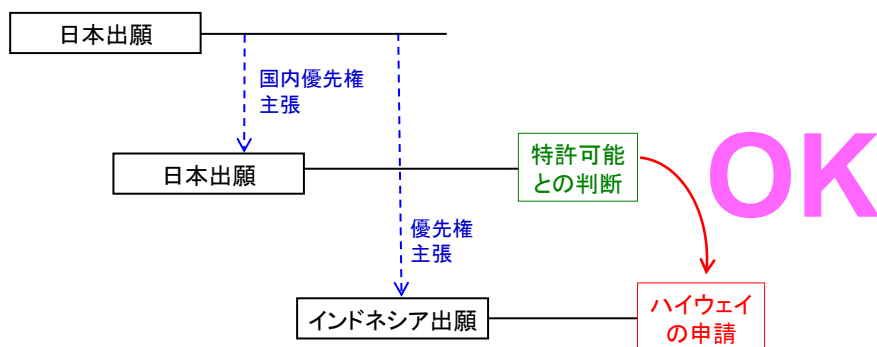 日本出願
国内優先権
主張
日本出願
特許可能
との判断
OK
優先権
主張
インドネシア出願
ハイウェイ
の申請